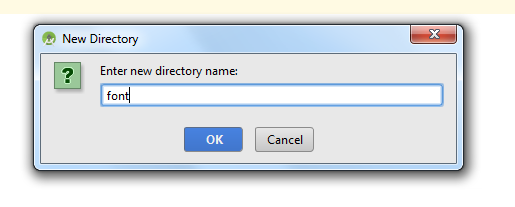 New Directory
Enter new directory name:
font
OK
Cancel